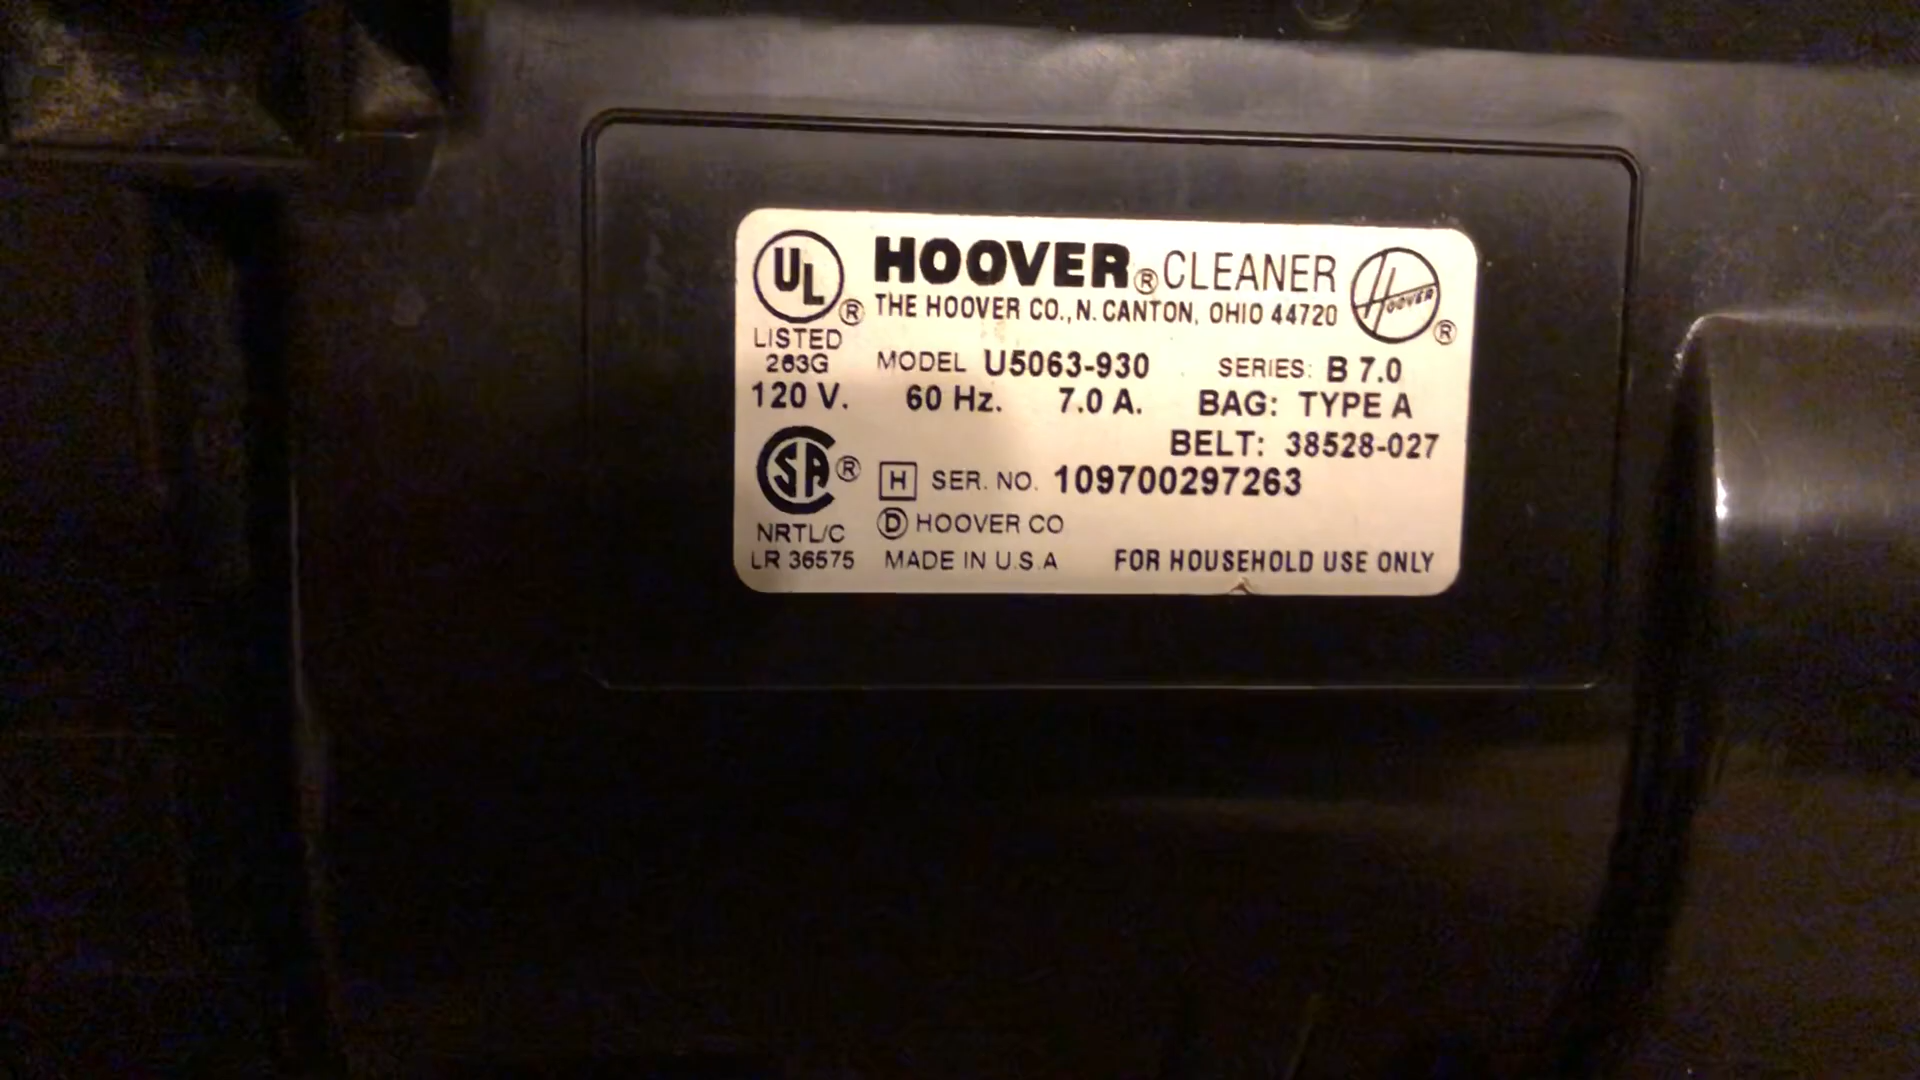 UL ® HOOVER ® CLEANER HOOVER ®
THE HOOVER CO., N. CANTON, OHIO 44720
LISTED
263G MODEL U5063-930 SERIES: B 7.0
120 V. 60 Hz. 7.0 A. BAG: TYPE A
BELT: 38528-027
SA ® H SER. NO. 109700297263
NRTL/C D HOOVER CO
LR 36575 MADE IN U.S.A FOR HOUSEHOLD USE ONLY